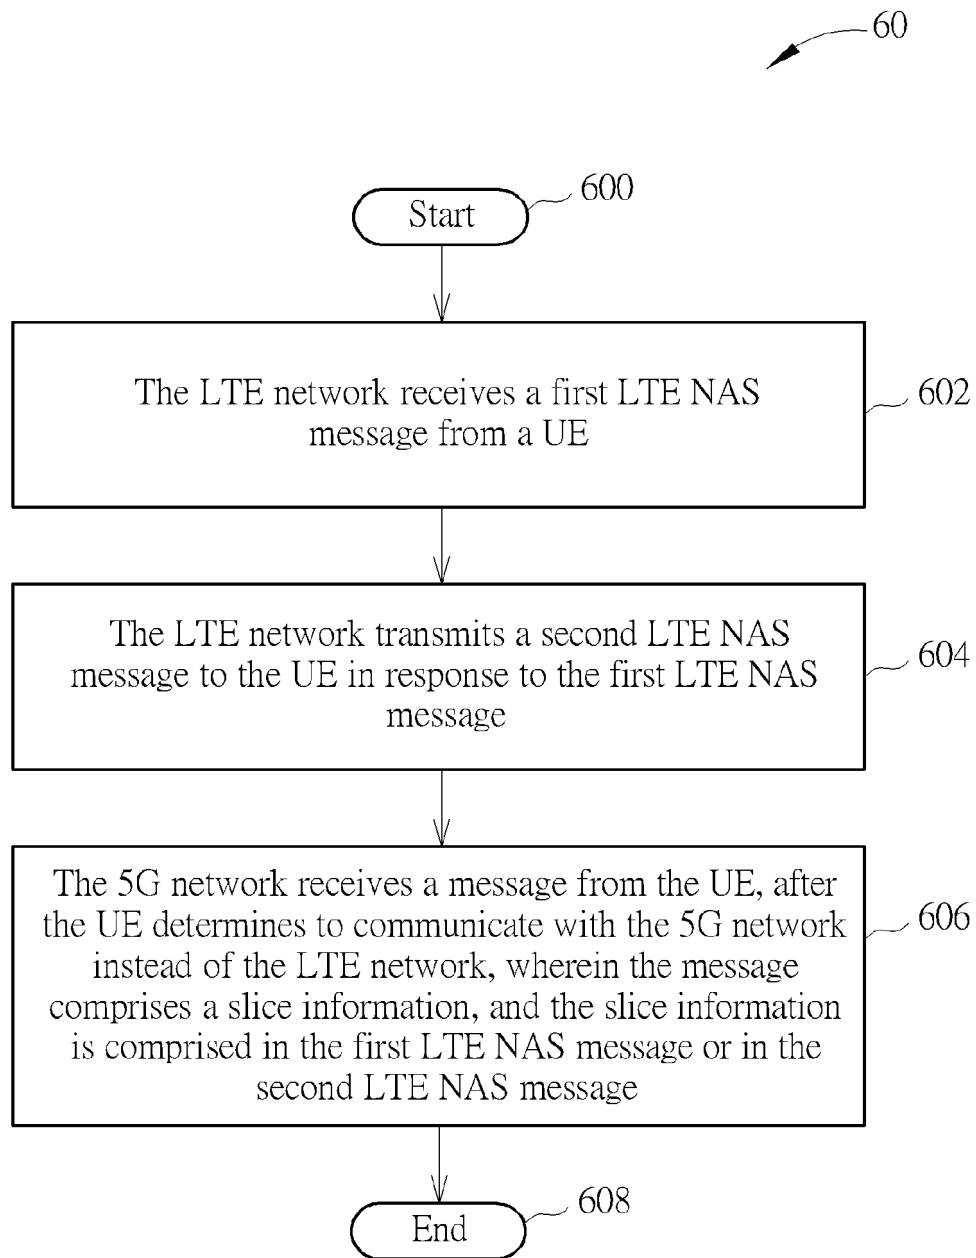 60
Start
600
The LTE network receives a first LTE NAS
message from a UE
602
The LTE network transmits a second LTE NAS
message to the UE in response to the first LTE NAS
message
604
The 5G network receives a message from the UE, after
the UE determines to communicate with the 5G network
instead of the LTE network, wherein the message
comprises a slice information, and the slice information
is comprised in the first LTE NAS message or in the
second LTE NAS message
606
End
608